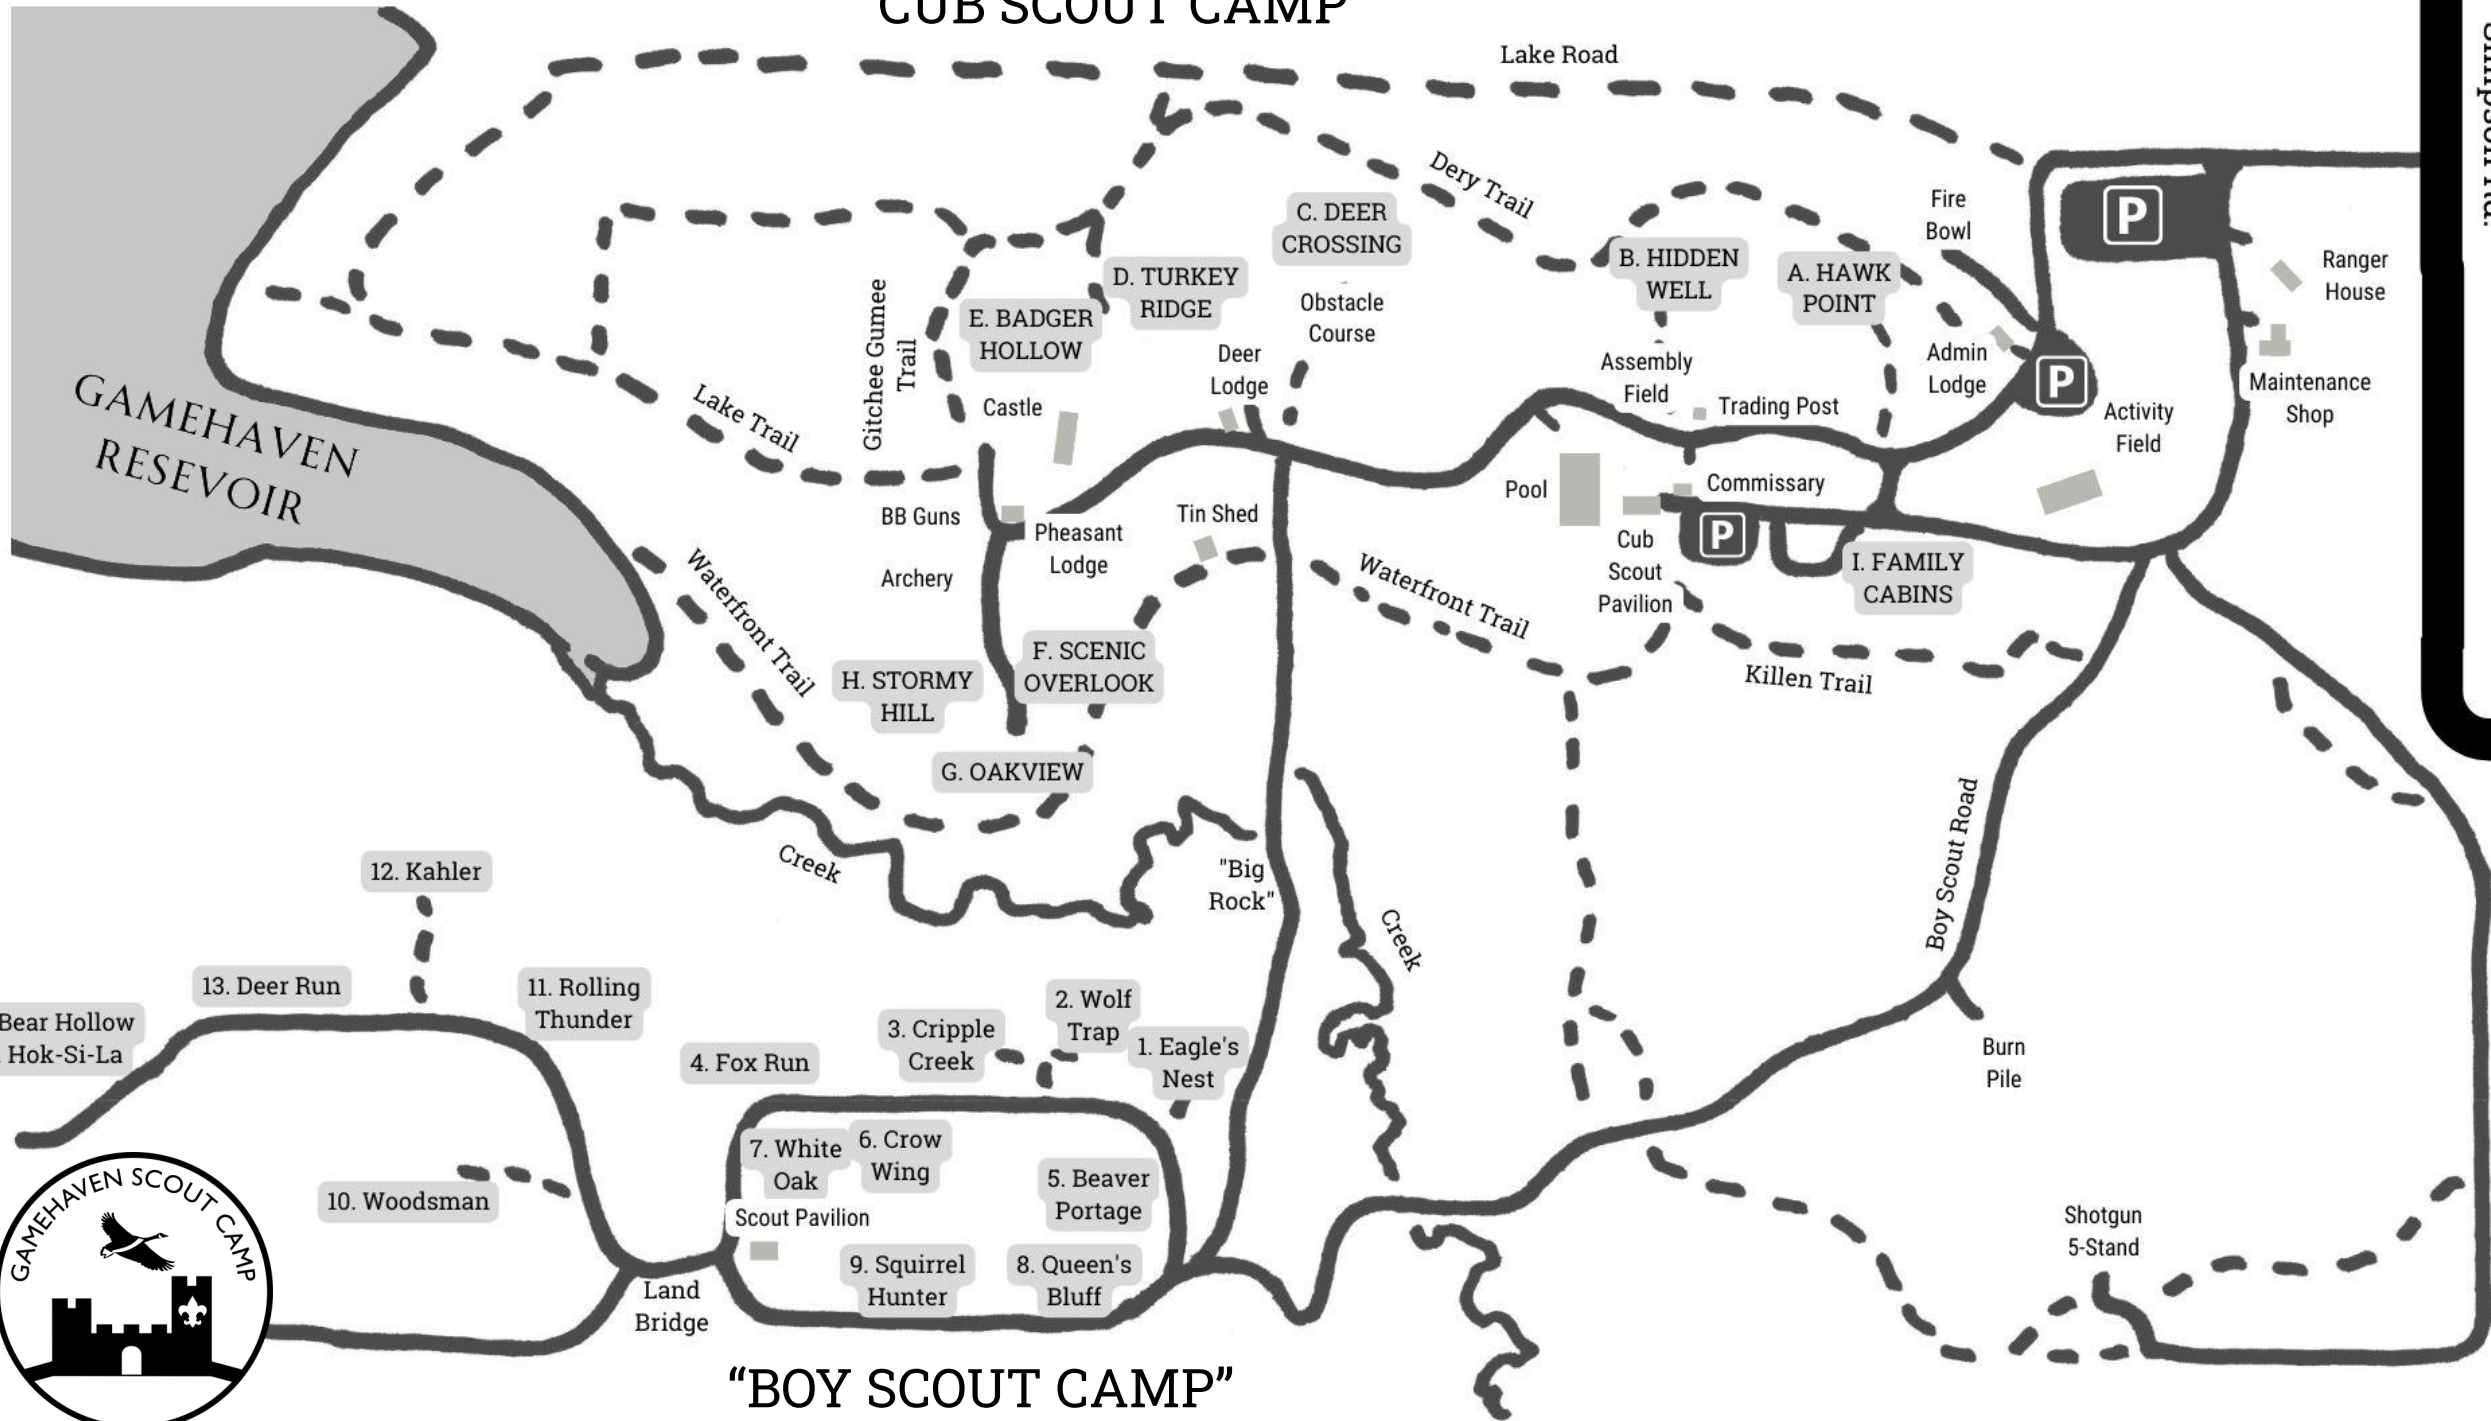 CUB SCOUT CAMP
Lake Road
Dery Trail
Fire
Bowl
P
Ranger
House
C. DEER
CROSSING
B. HIDDEN
WELL
A. HAWK
POINT
D. TURKEY
RIDGE
E. BADGER
HOLLOW
Obstacle
Course
Gitchee Gumee
Trail
Deer
Lodge
Assembly
Field
Admin
Lodge
P
Maintenance
Shop
Activity
Field
Castle
Trading Post
Lake Trail
GAMEHAVEN
RESEVOIR
Pool
Commissary
BB Guns
Pheasant
Lodge
Tin Shed
P
Cub
Scout
Pavilion
I. FAMILY
CABINS
Archery
Waterfront Trail
Waterfront Trail
H. STORMY
HILL
F. SCENIC
OVERLOOK
Killen Trail
G. OAKVIEW
Creek
"Big
Rock"
Creek
Boy Scout Road
12. Kahler
13. Deer Run
11. Rolling
Thunder
Bear Hollow
Hok-Si-La
4. Fox Run
3. Cripple
Creek
2. Wolf
Trap
1. Eagle's
Nest
Burn
Pile
7. White
Oak
6. Crow
Wing
5. Beaver
Portage
10. Woodsman
Scout Pavilion
9. Squirrel
Hunter
8. Queen's
Bluff
Land
Bridge
Shotgun
5-Stand
GAMEHAVEN SCOUT CAMP
“BOY SCOUT CAMP”